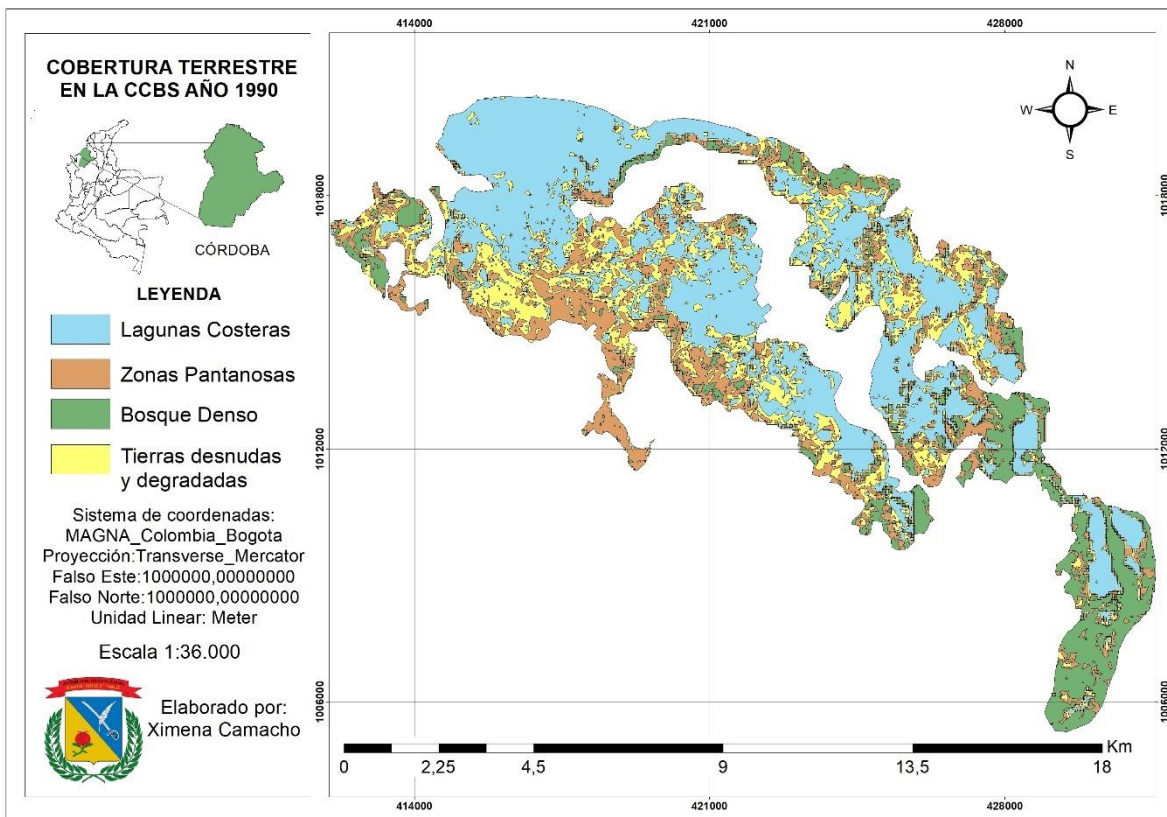 COBERTURA TERRESTRE
EN LA CCBS AÑO 1990
CÓRDOBA
LEYENDA
Lagunas Costeras
Zonas Pantanosas
Bosque Denso
Tierras desnudas
y degradadas
Sistema de coordenadas:
MAGNA_Colombia_Bogota
Proyección:Transverse_Mercator
Falso Este:1000000,00000000
Falso Norte:1000000,00000000
Unidad Linear: Meter
Escala 1:36.000
Elaborado por:
Ximena Camacho
414000
421000
428000
N
W
E
S
1018000
1018000
1012000
1012000
1006000
1006000
Km
0
2,25
4,5
9
13,5
18
414000
421000
428000